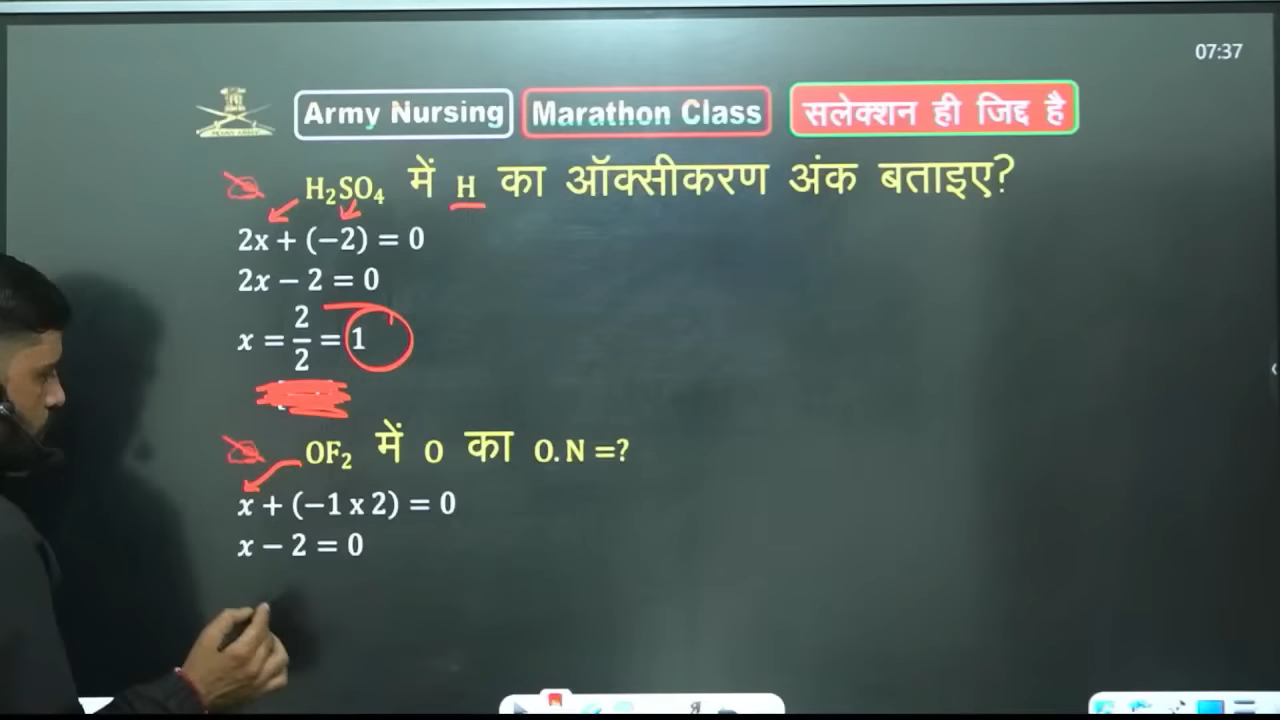 07:37
Army Nursing Marathon Class सलेक्शन ही जिद्द है
H₂SO₄ में H का ऑक्सीकरण अंक बताइए?
2x + (−2) = 0
2x − 2 = 0
x = 2/2 = 1
OF₂ में O का O.N =?
x + (−1 x 2) = 0
x − 2 = 0